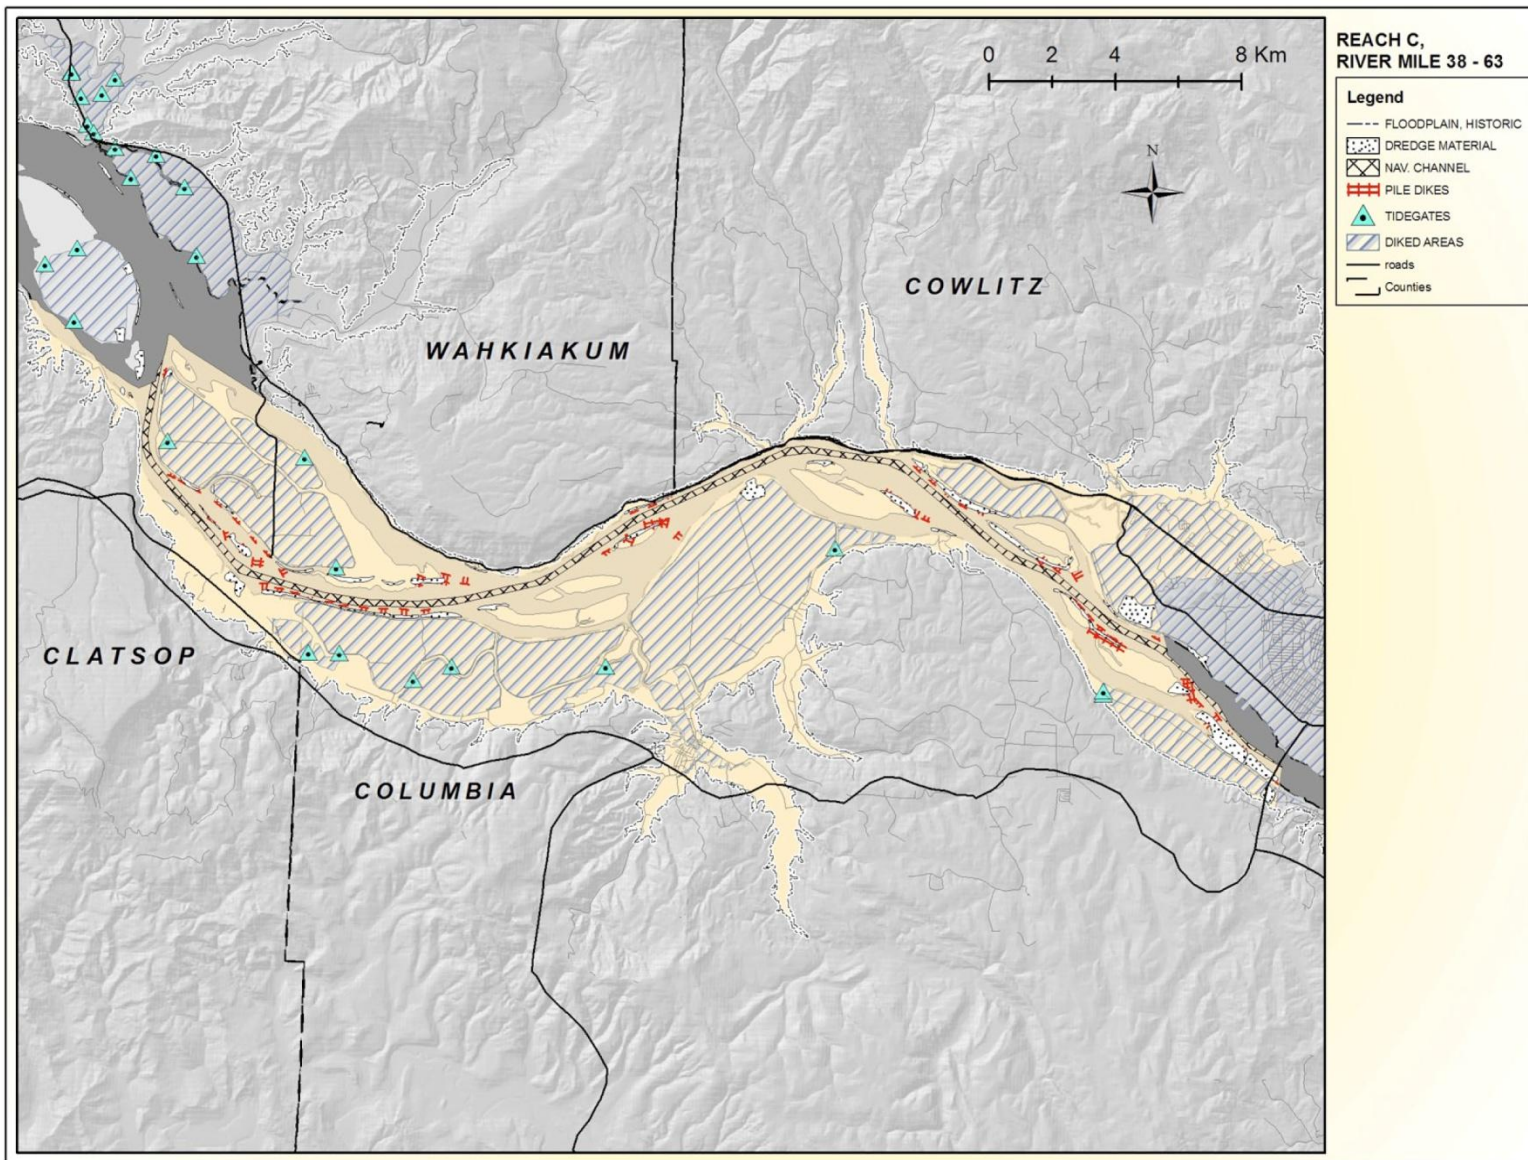 0 2 4 8 Km
REACH C,
RIVER MILE 38 - 63
Legend
FLOODPLAIN, HISTORIC
DREDGE MATERIAL
NAV. CHANNEL
PILE DIKES
TIDEGATES
DIKED AREAS
roads
Counties
N
COWLITZ
WAHKIAKUM
CLATSOP
COLUMBIA